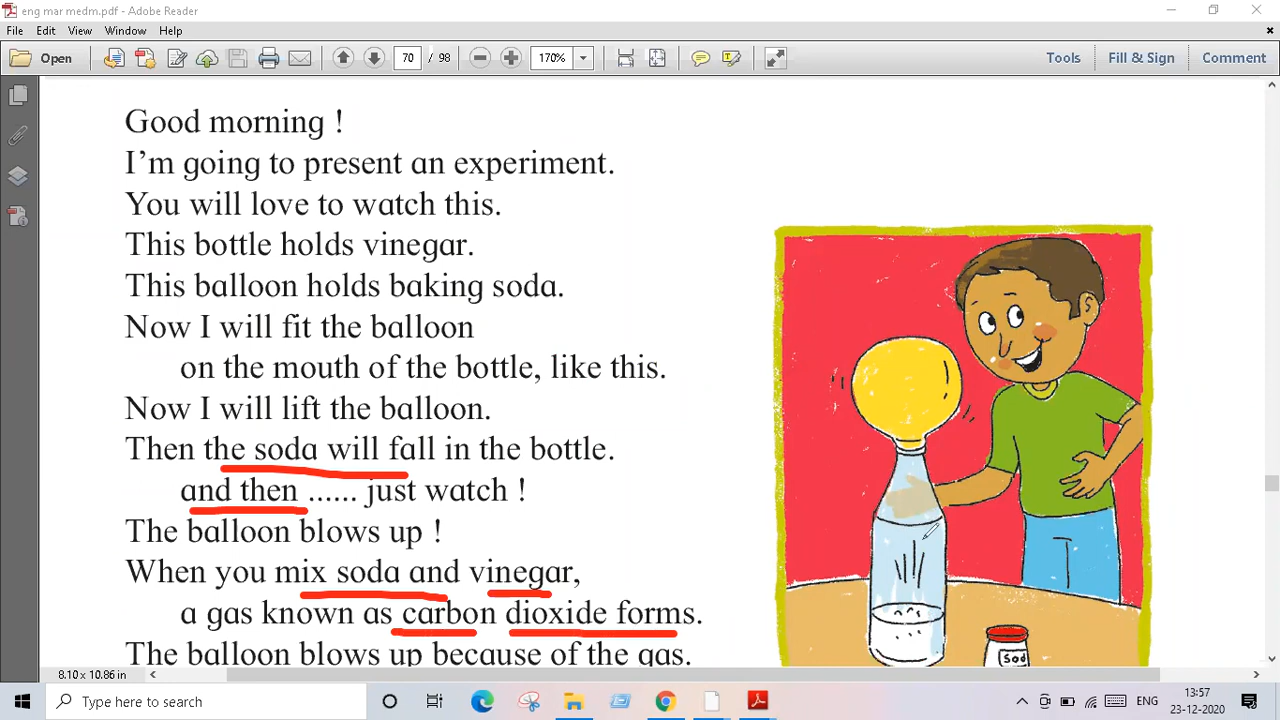 eng mar medm.pdf - Adobe Reader
File Edit View Window Help
Open 70 / 98 170% Tools Fill & Sign Comment
Good morning !
I'm going to present an experiment.
You will love to watch this.
This bottle holds vinegar.
This balloon holds baking soda.
Now I will fit the balloon
on the mouth of the bottle, like this.
Now I will lift the balloon.
Then the soda will fall in the bottle.
and then ...... just watch !
The balloon blows up !
When you mix soda and vinegar,
a gas known as carbon dioxide forms.
The balloon blows up because of the gas.
Soo
8.10 x 10.86 in
Type here to search
ENG
13:57
23-12-2020